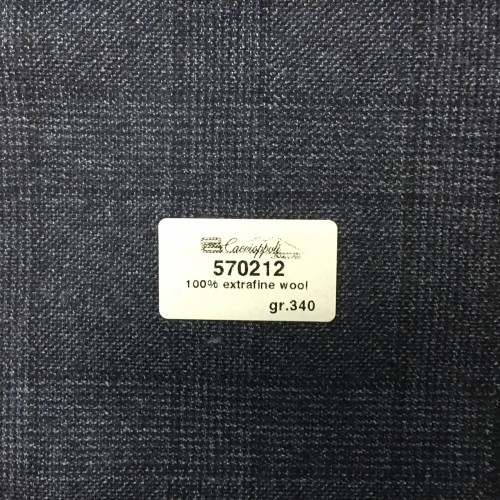 Caccioppoli
570212
100% extrafine wool
gr.340